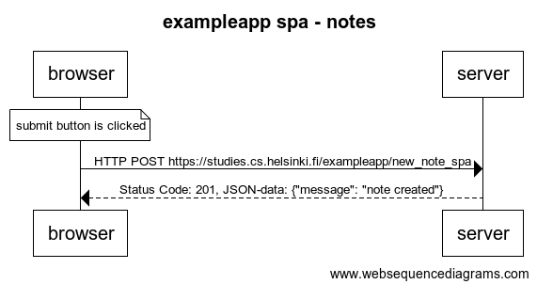 exampleapp spa - notes
browser
server
submit button is clicked
HTTP POST https://studies.cs.helsinki.fi/exampleapp/new_note_spa
Status Code: 201, JSON-data: {"message": "note created"}
browser
server
www.websequencediagrams.com